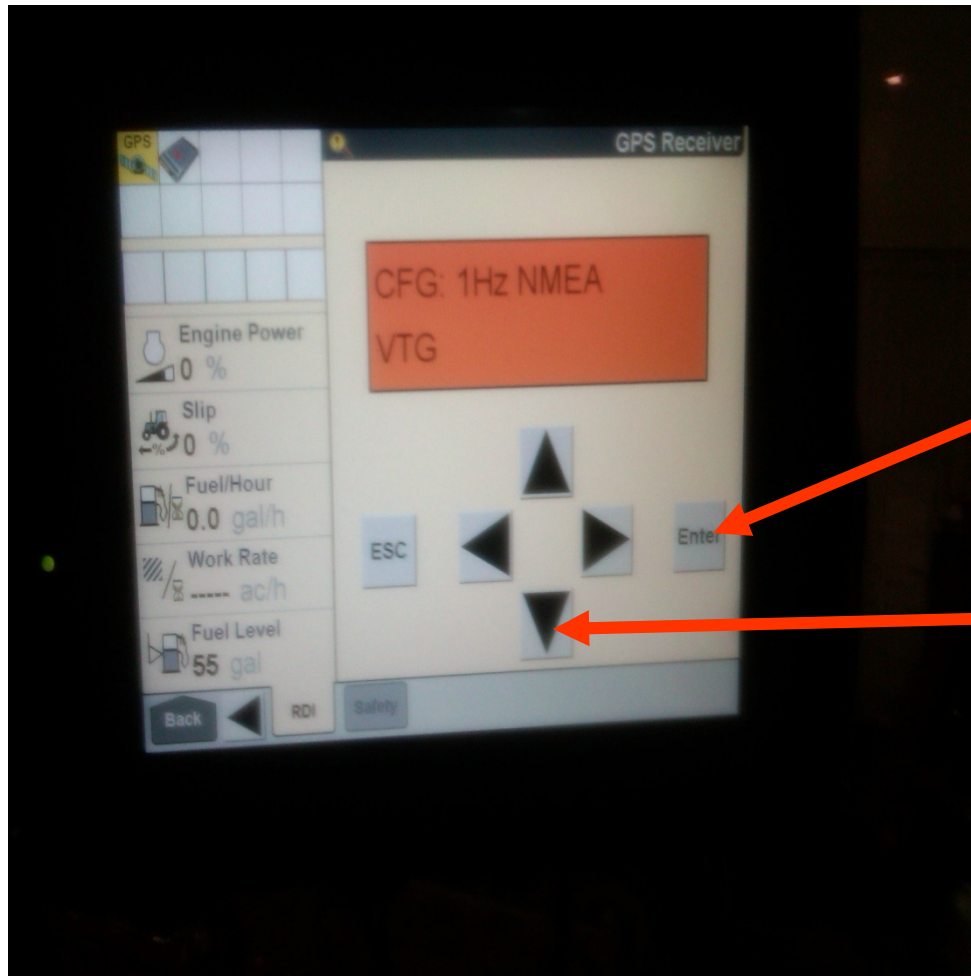 GPS
GPS Receiver
CFG: 1Hz NMEA
VTG
Engine Power
0 %
Slip
←%
0 %
Fuel/Hour
0.0 gal/h
Work Rate
----- ac/h
Fuel Level
55 gal
ESC
Enter
Back
RDI
Safety